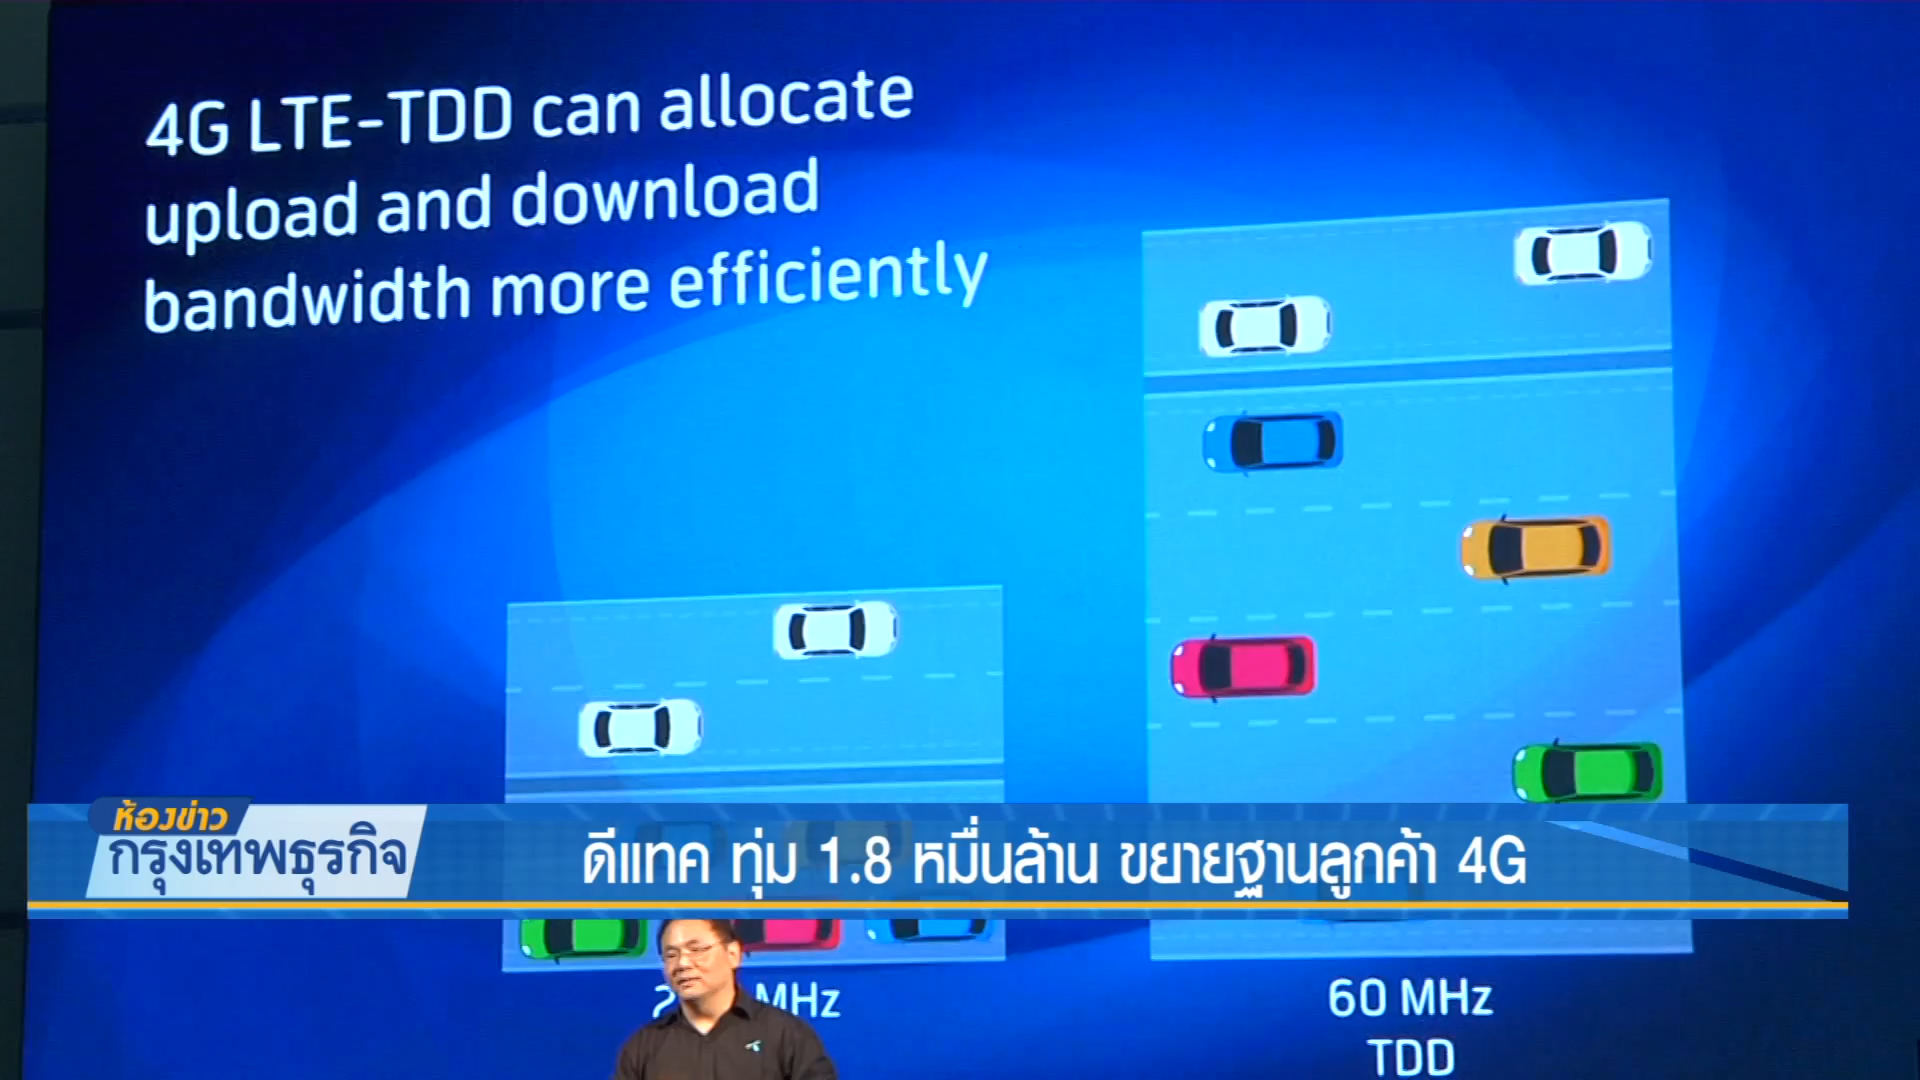 4G LTE-TDD can allocate
upload and download
bandwidth more efficiently
ห้องข่าว
กรุงเทพธุรกิจ
ดีแทค ทุ่ม 1.8 หมื่นล้าน ขยายฐานลูกค้า 4G
MHz
60 MHz
TDD